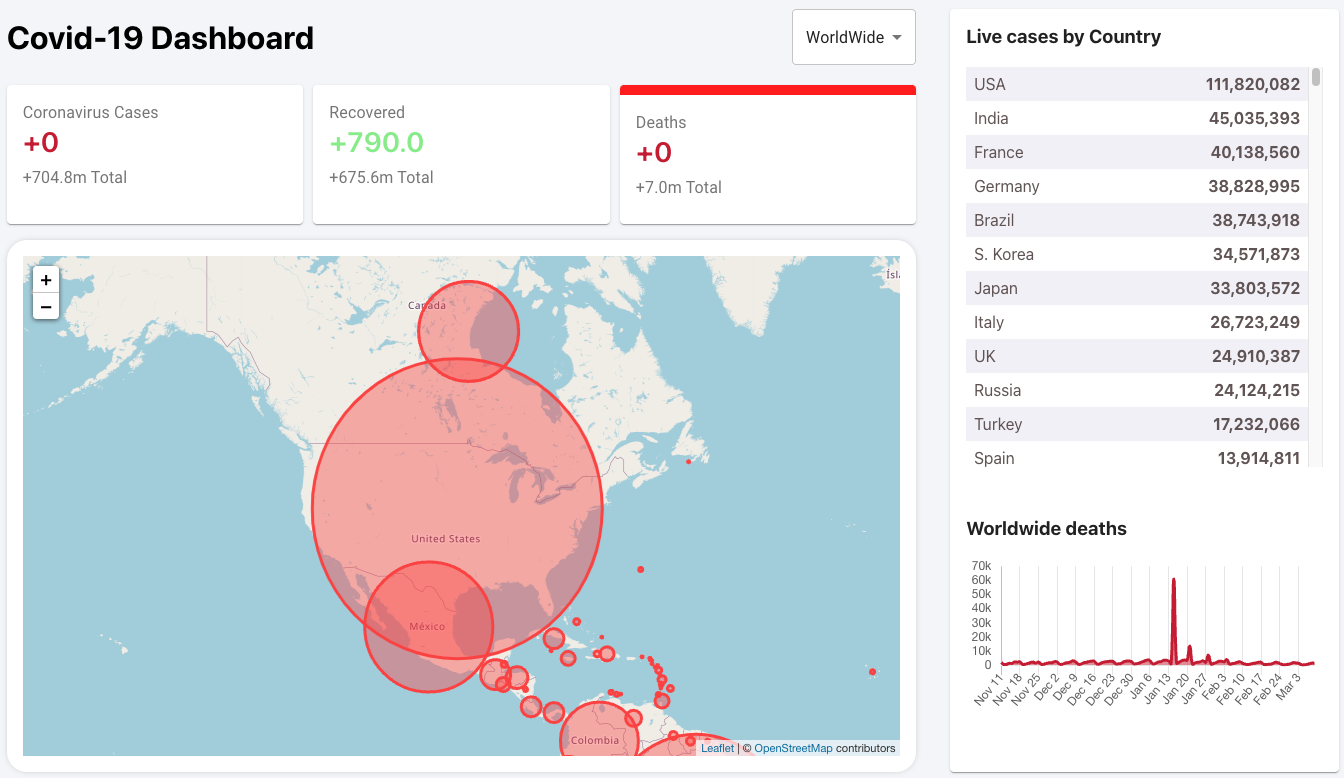 Covid-19 Dashboard
WorldWide
Coronavirus Cases
+0
+704.8m Total
Recovered
+790.0
+675.6m Total
Deaths
+0
+7.0m Total
+
−
Canada
United States
México
Colombia
Ísl
Leaflet | © OpenStreetMap contributors
Live cases by Country
USA 111,820,082
India 45,035,393
France 40,138,560
Germany 38,828,995
Brazil 38,743,918
S. Korea 34,571,873
Japan 33,803,572
Italy 26,723,249
UK 24,910,387
Russia 24,124,215
Turkey 17,232,066
Spain 13,914,811
Worldwide deaths
70k
60k
50k
40k
30k
20k
10k
0
Nov 11
Nov 18
Nov 25
Dec 2
Dec 9
Dec 16
Dec 23
Dec 30
Jan 6
Jan 13
Jan 20
Jan 27
Feb 3
Feb 10
Feb 17
Feb 24
Mar 3